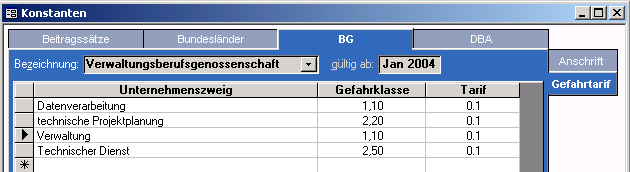 Konstanten
Beitragssätze Bundesländer BG DBA
Bezeichnung: Verwaltungsberufsgenossenschaft gültig ab: Jan 2004
Anschrift
Gefahrtarif
Unternehmenszweig Gefahrklasse Tarif
Datenverarbeitung 1,10 0.1
technische Projektplanung 2,20 0.1
Verwaltung 1,10 0.1
Technischer Dienst 2,50 0.1